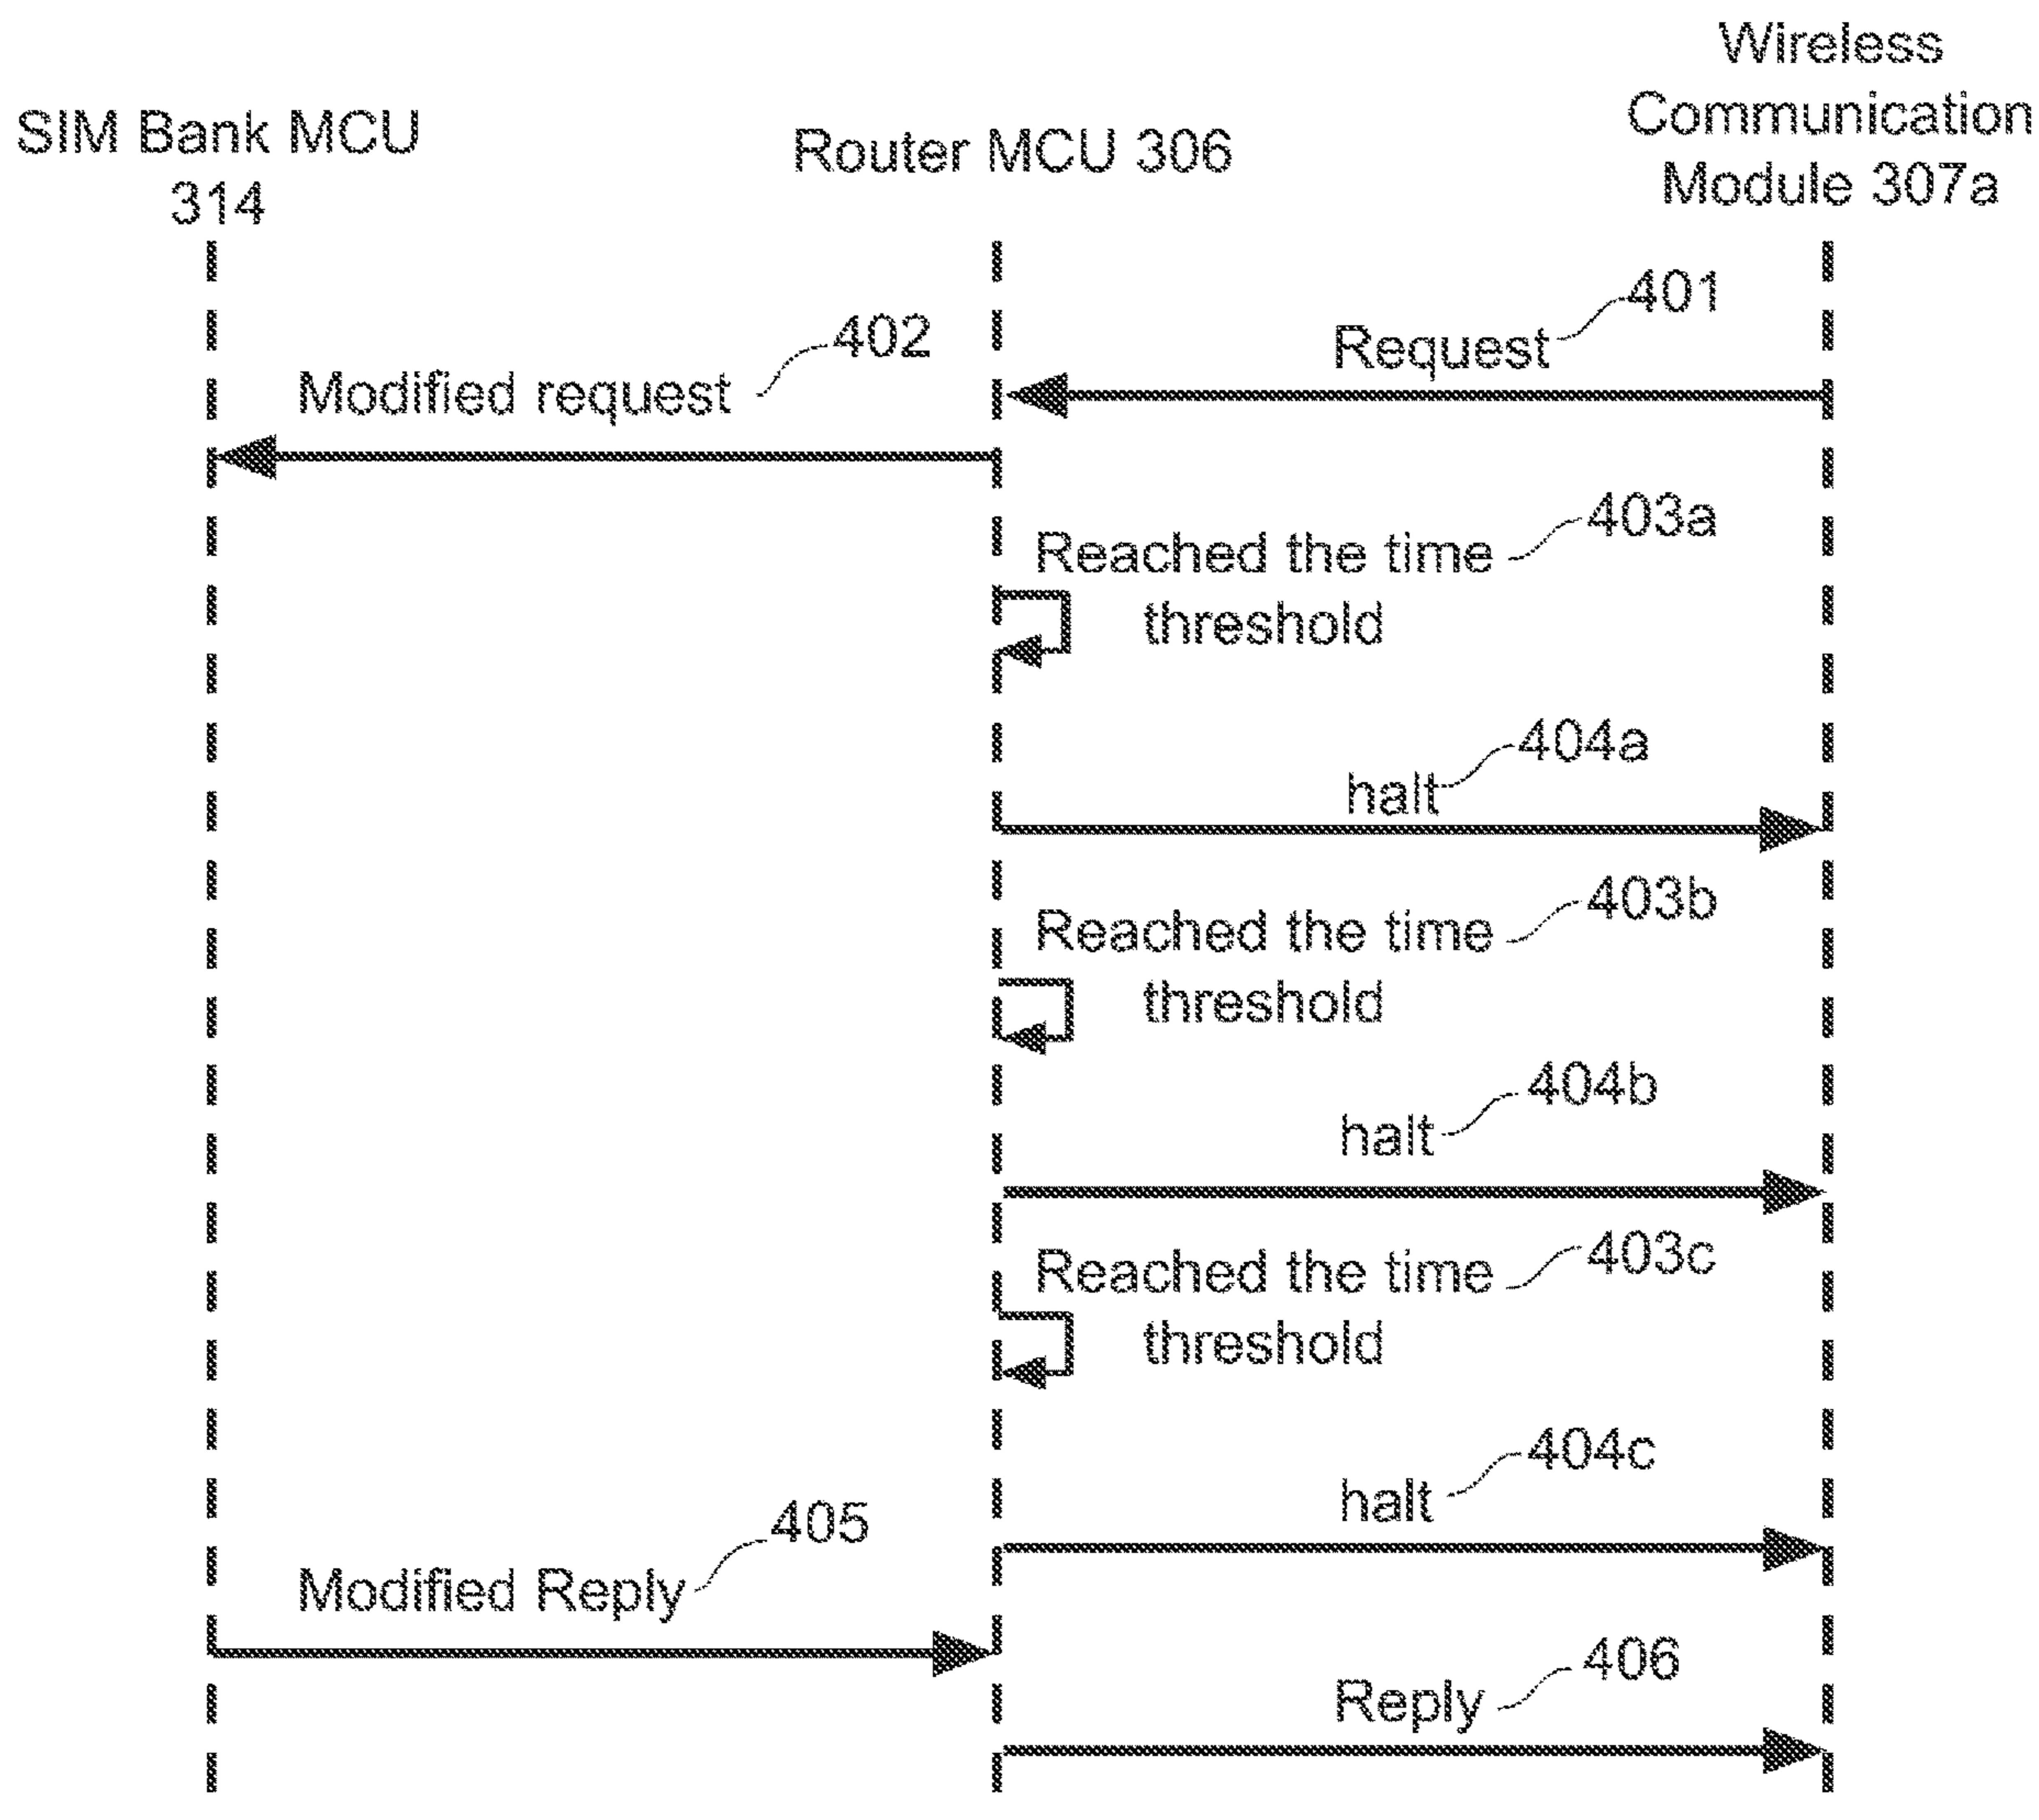 Wireless
Communication
Module 307a
SIM Bank MCU
314
Router MCU 306
401
Request
402
Modified request
403a
Reached the time
threshold
404a
halt
403b
Reached the time
threshold
404b
halt
403c
Reached the time
threshold
404c
halt
405
Modified Reply
406
Reply